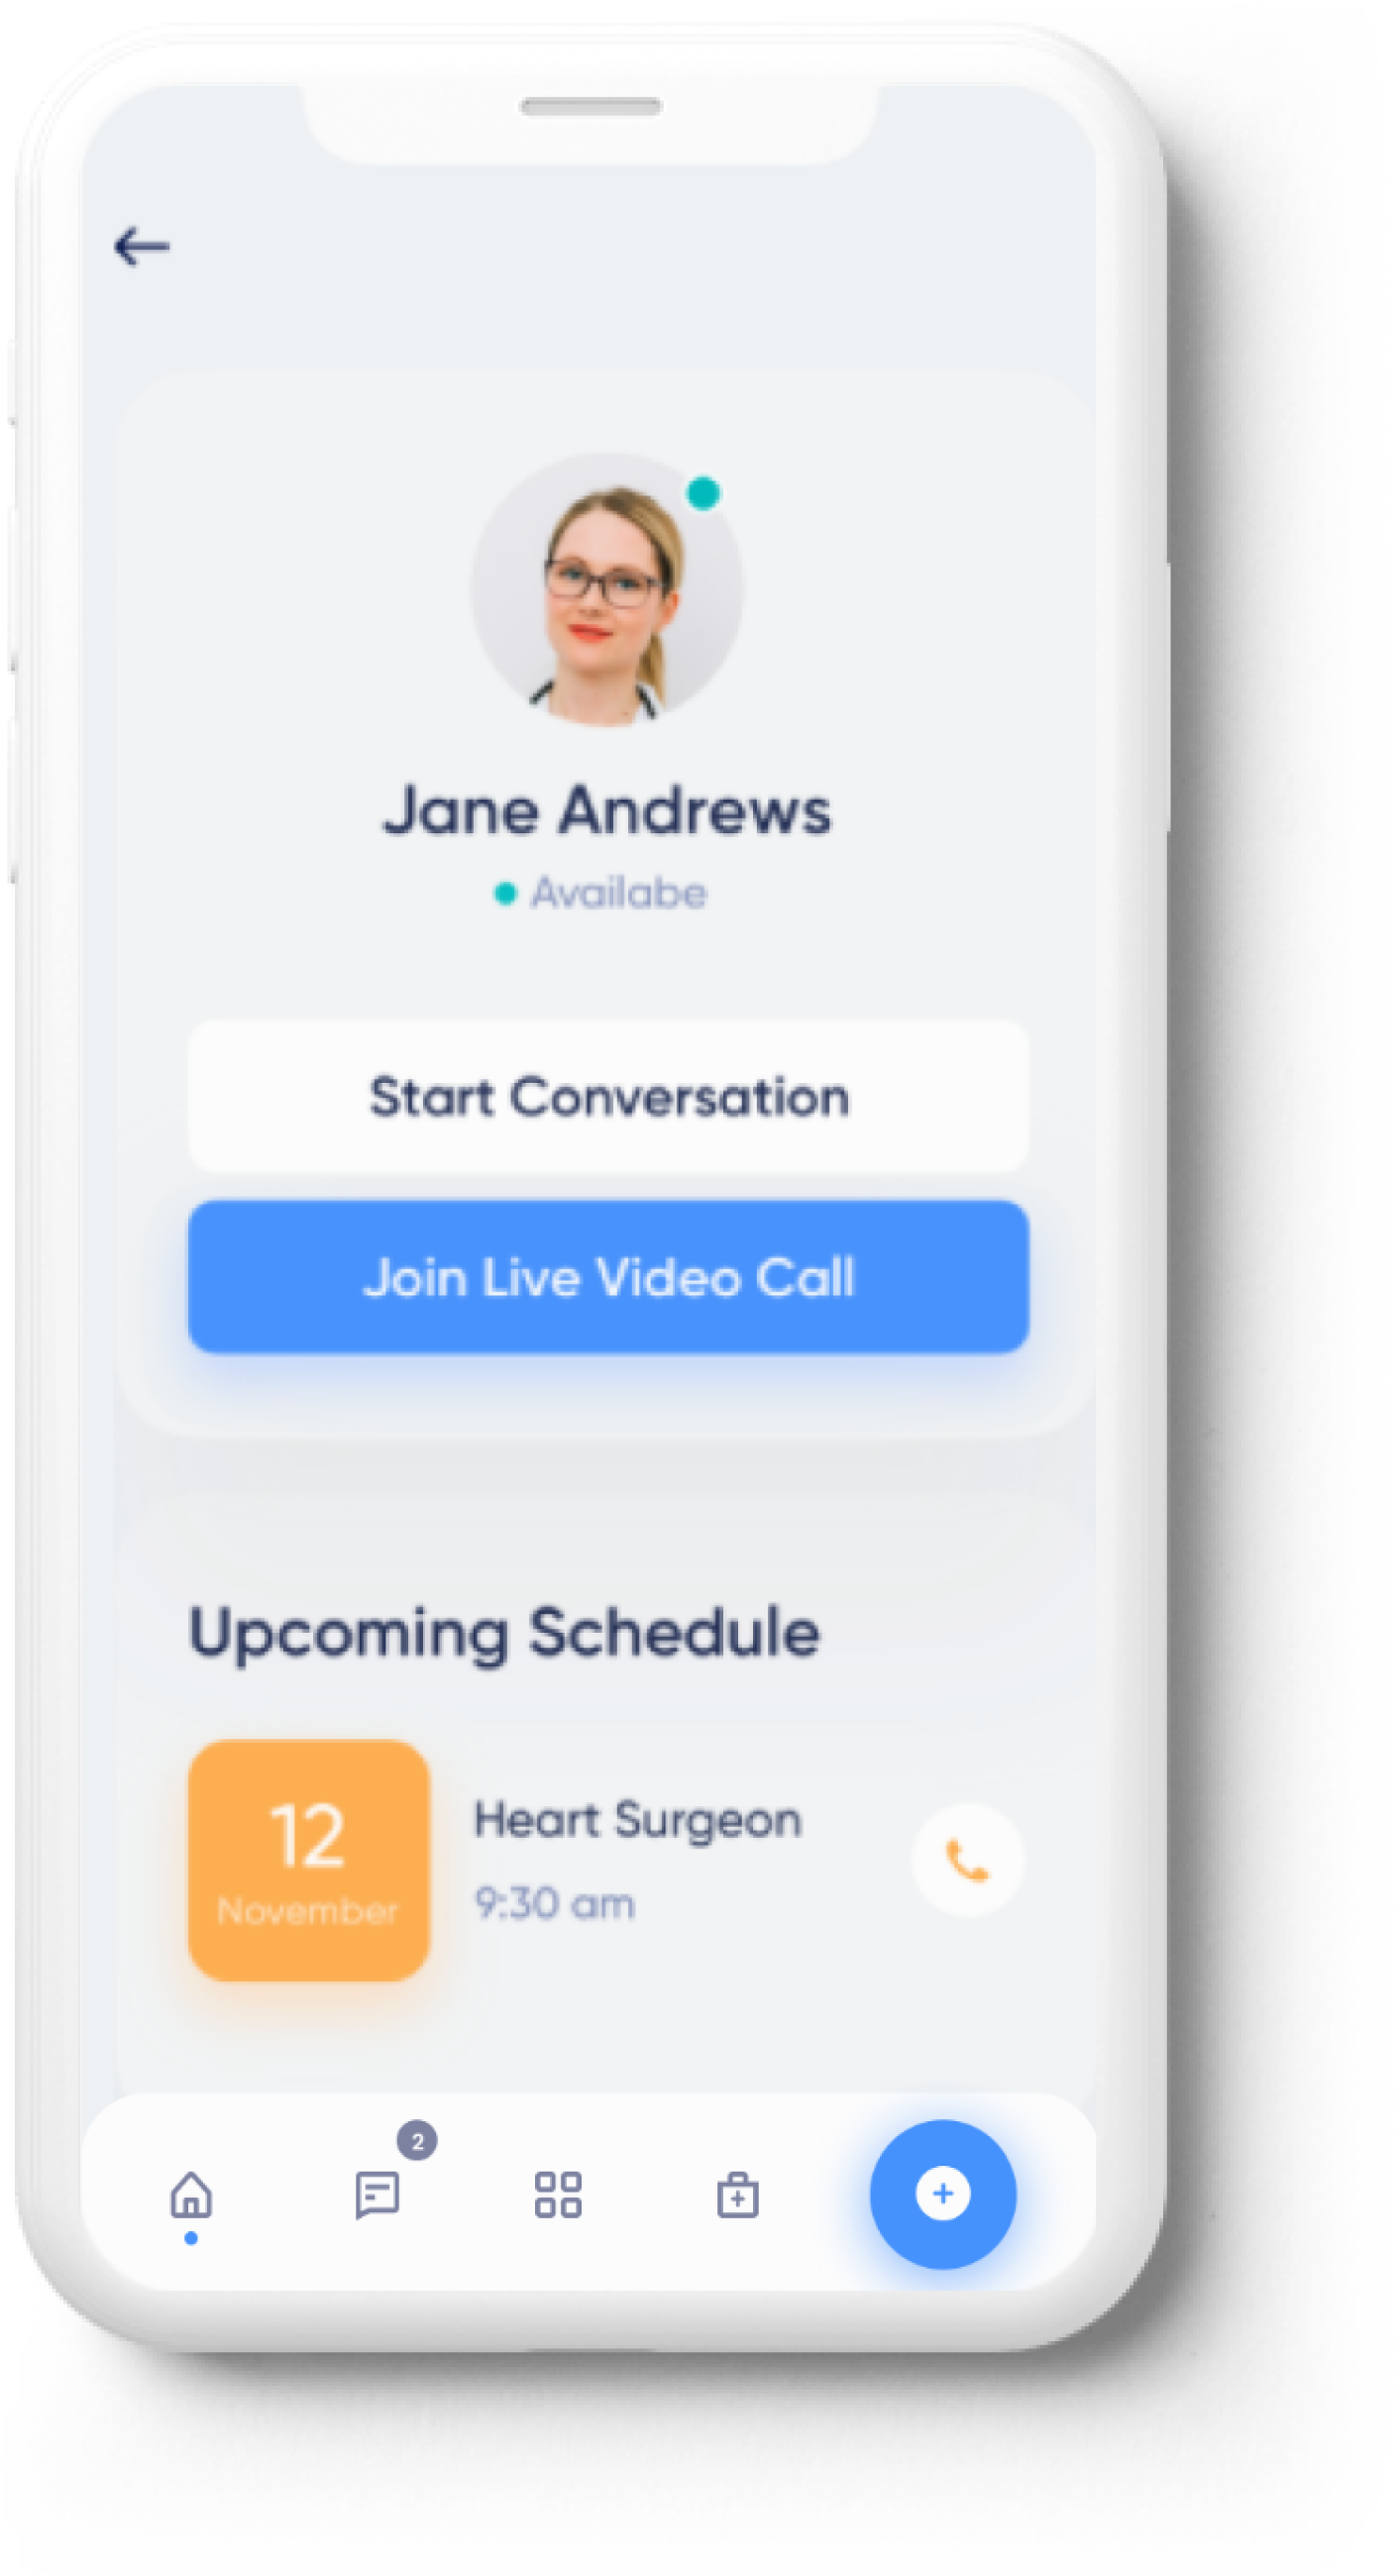 Jane Andrews
Availabe
Start Conversation
Join Live Video Call
Upcoming Schedule
12
November
Heart Surgeon
9:30 am
2